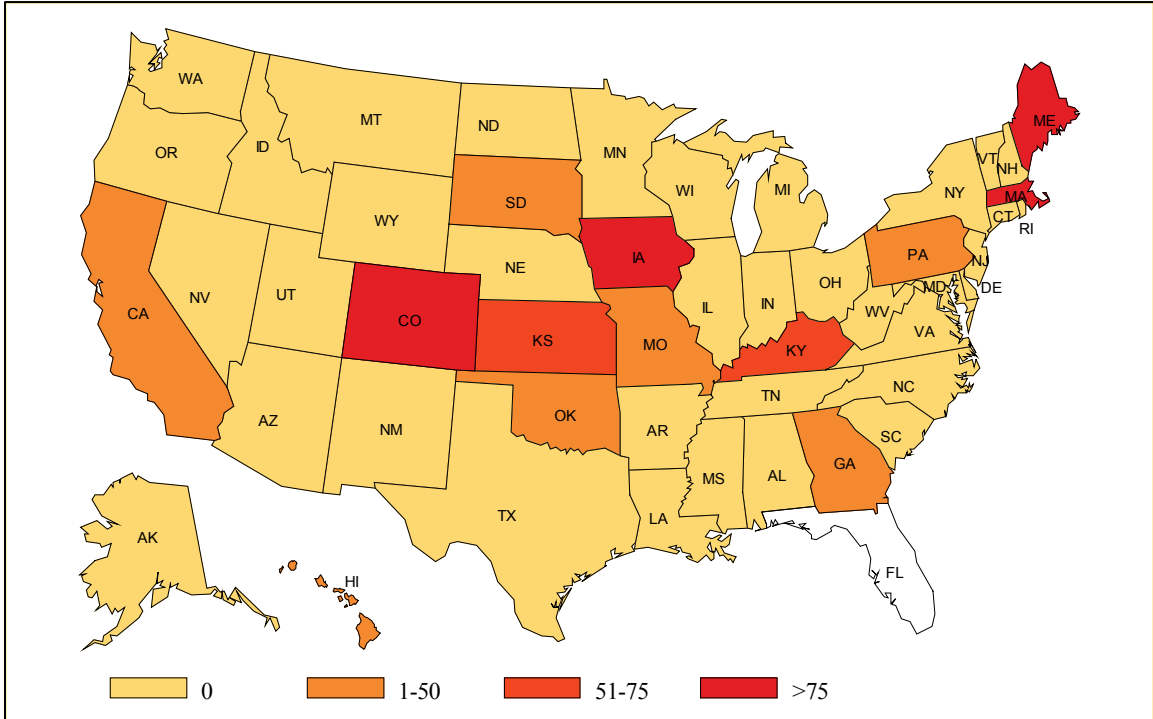 WA
MT
ND
MN
ME
OR
ID
VT
NH
WI
MI
NY
SD
MA
WY
CT
RI
IA
PA
NE
NJ
NV
UT
OH
MD
DE
IL
IN
WV
CA
CO
KS
MO
KY
VA
TN
NC
AZ
NM
OK
AR
SC
GA
MS
AL
TX
LA
AK
HI
FL
0 1-50 51-75 >75